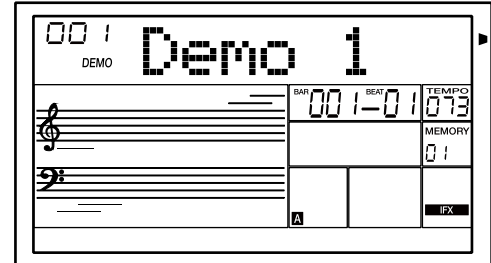 001 Demo 1
DEMO
BAR 001-BEAT 01 TEMPO 073
MEMORY
01
A IFX